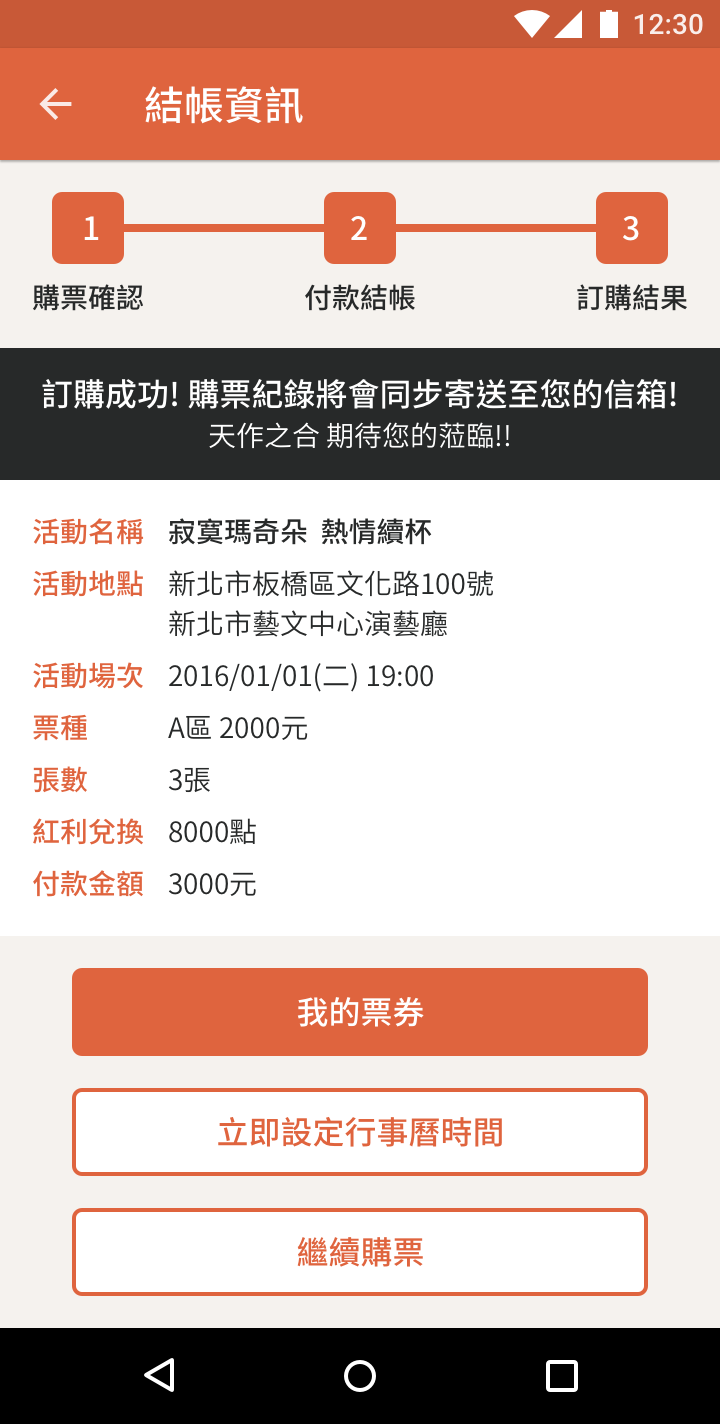 12:30
結帳資訊
1 2 3
購票確認 付款結帳 訂購結果
訂購成功! 購票紀錄將會同步寄送至您的信箱!
天作之合 期待您的蒞臨!!
活動名稱 寂寞瑪奇朵 熱情續杯
活動地點 新北市板橋區文化路100號
新北市藝文中心演藝廳
活動場次 2016/01/01(二) 19:00
票種 A區 2000元
張數 3張
紅利兌換 8000點
付款金額 3000元
我的票券
立即設定行事曆時間
繼續購票